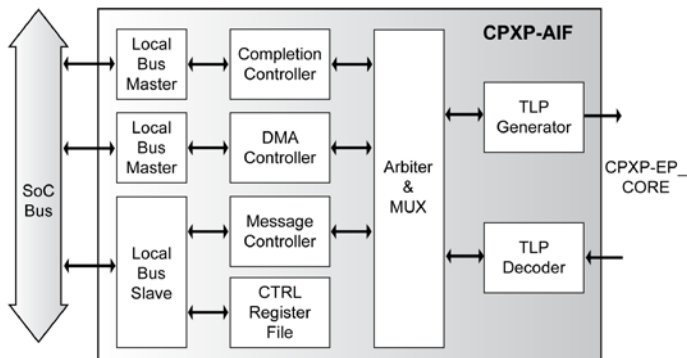 CPXP-AIF
Local
Bus
Master
Completion
Controller
TLP
Generator
Local
Bus
Master
DMA
Controller
Arbiter
&
MUX
CPXP-EP_
CORE
SoC
Bus
Local
Bus
Slave
Message
Controller
TLP
Decoder
CTRL
Register
File